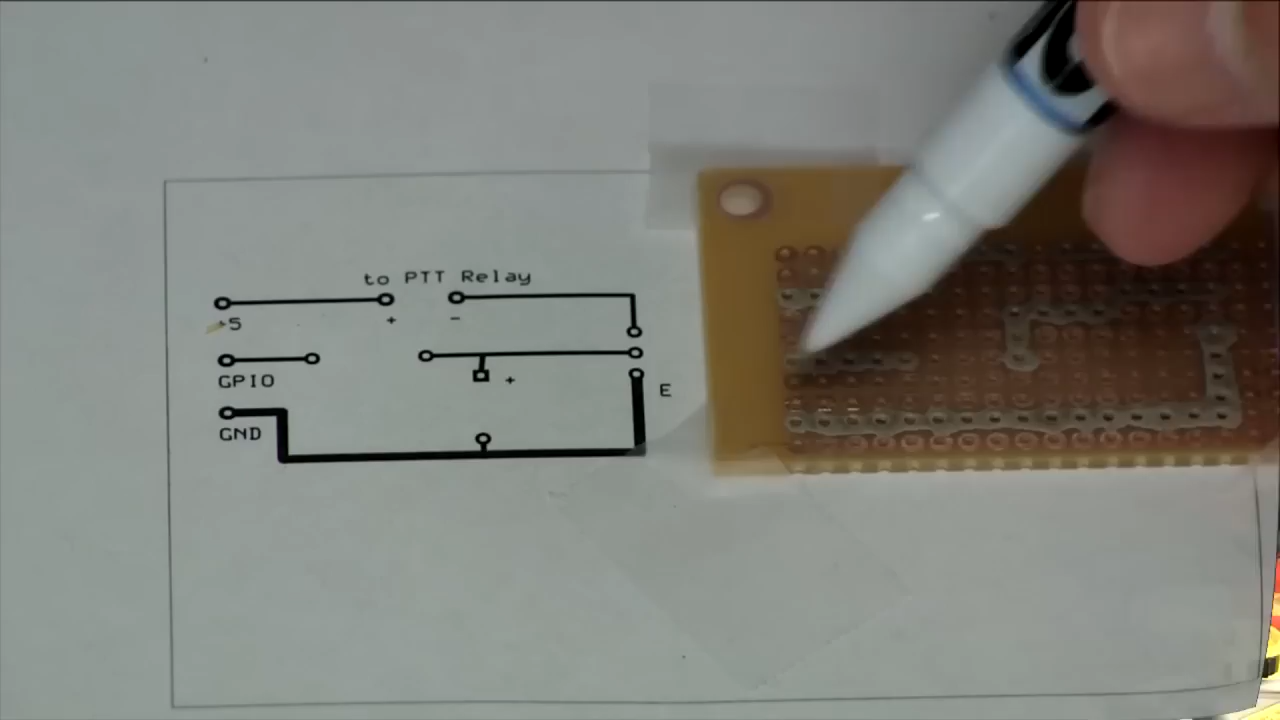 to PTT Relay
+5
+
-
GPIO
+
E
GND